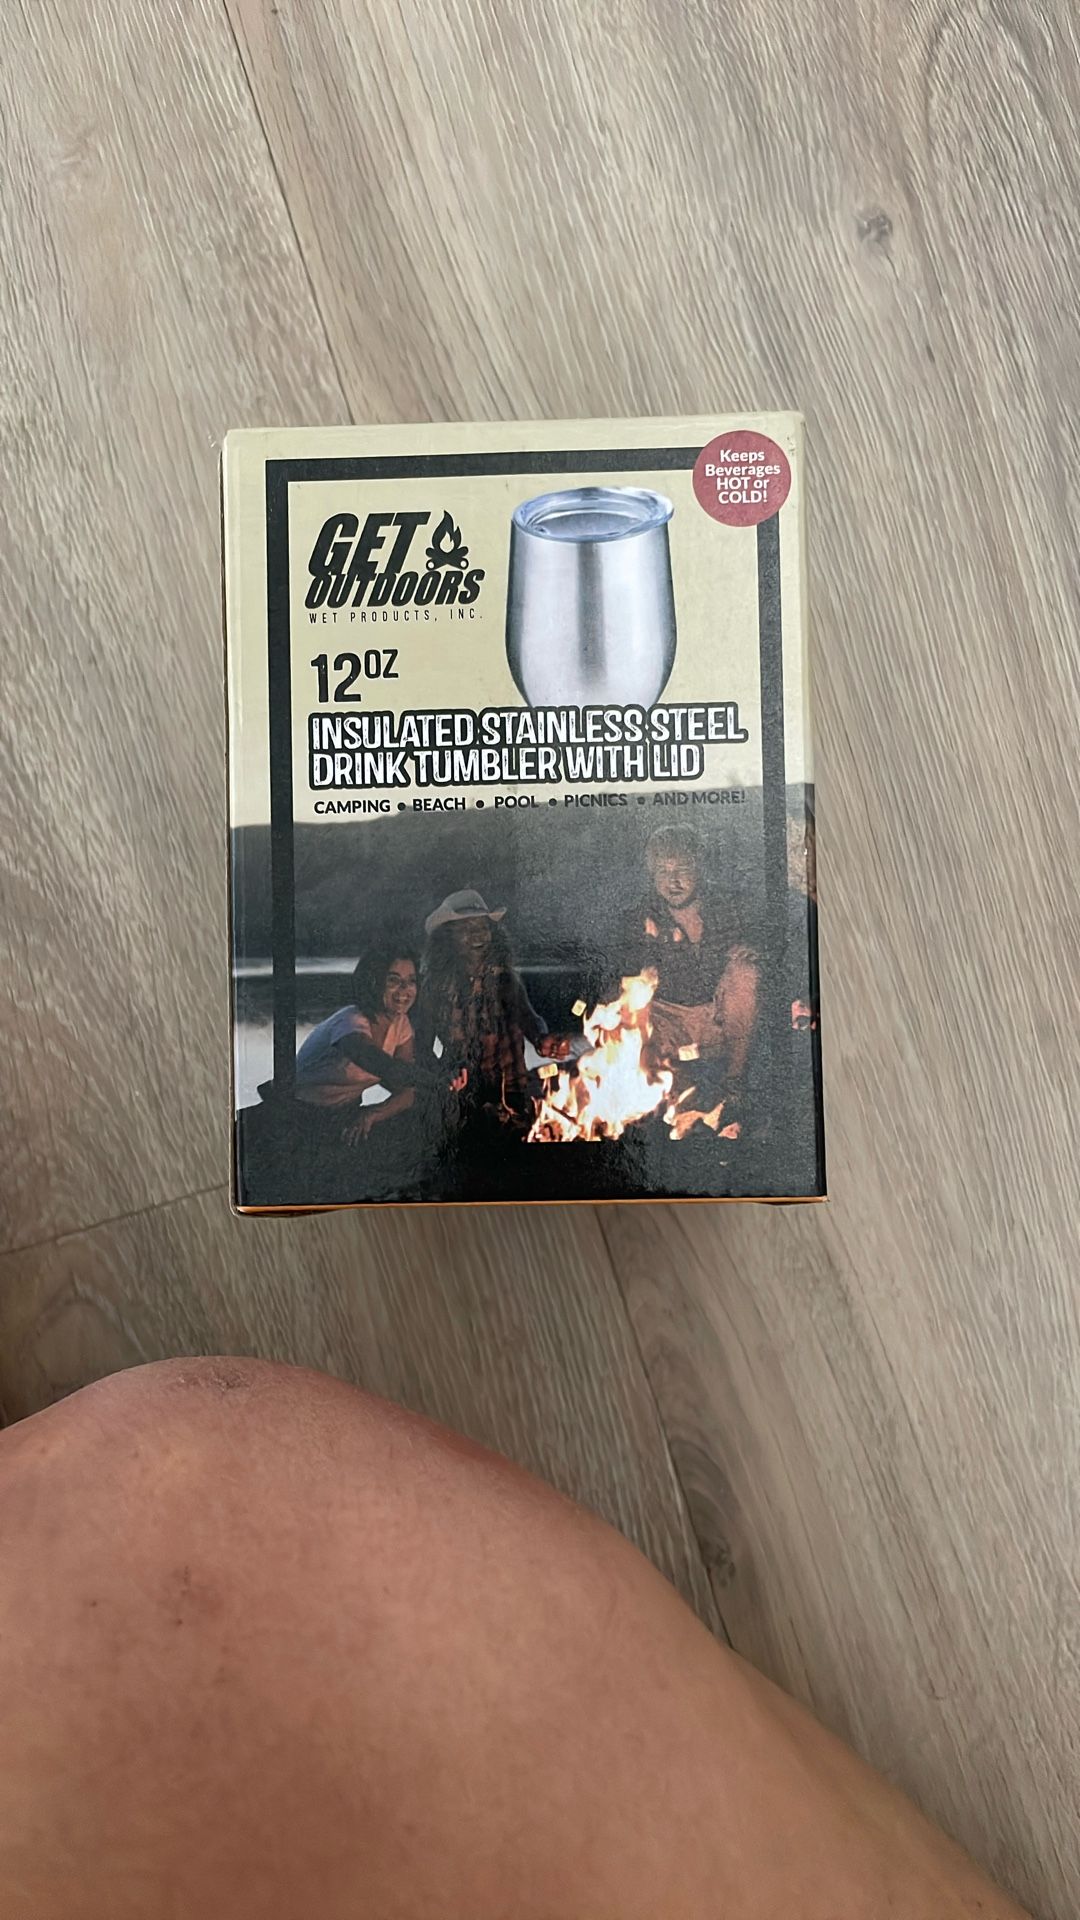 Keeps
Beverages
HOT or
COLD!
GET
OUTDOORS
WET PRODUCTS, INC.
12OZ
INSULATED STAINLESS STEEL
DRINK TUMBLER WITH LID
CAMPING • BEACH • POOL • PICNICS • AND MORE!